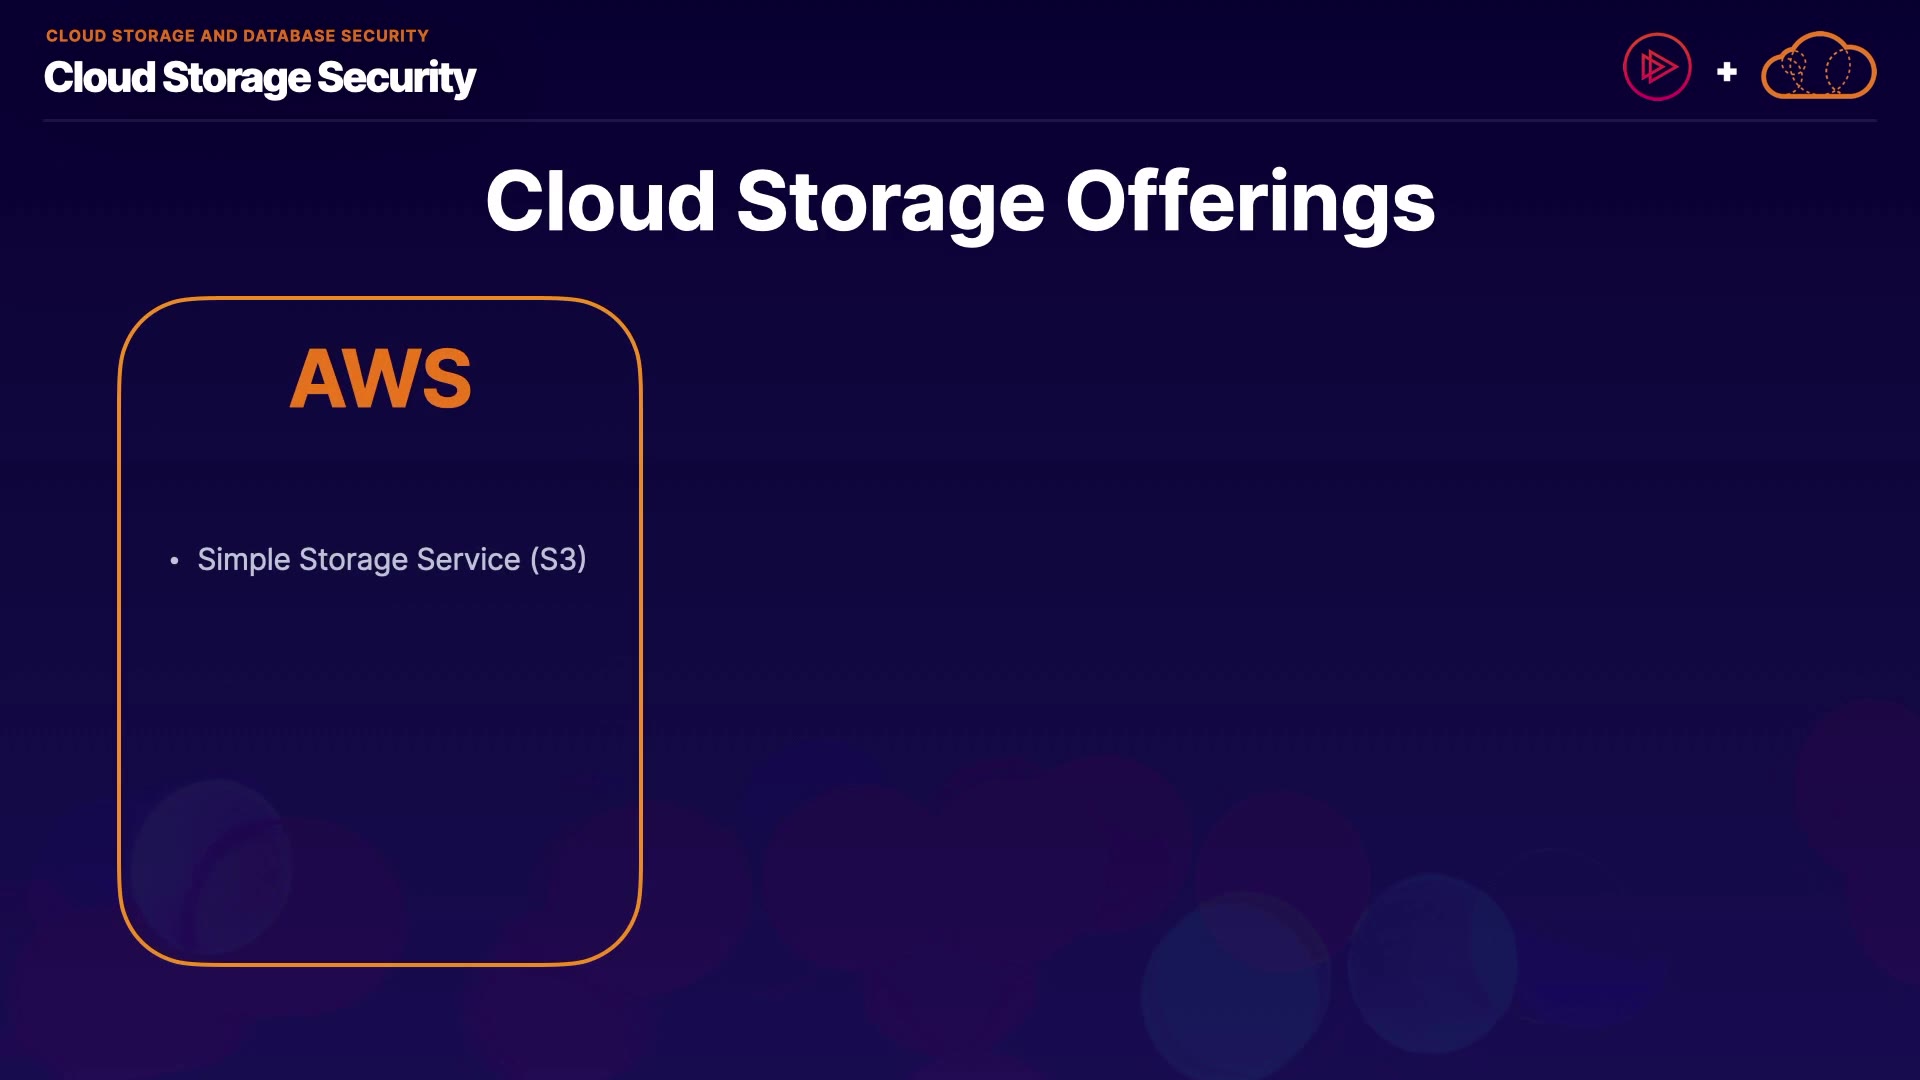 CLOUD STORAGE AND DATABASE SECURITY
Cloud Storage Security
Cloud Storage Offerings
AWS
• Simple Storage Service (S3)